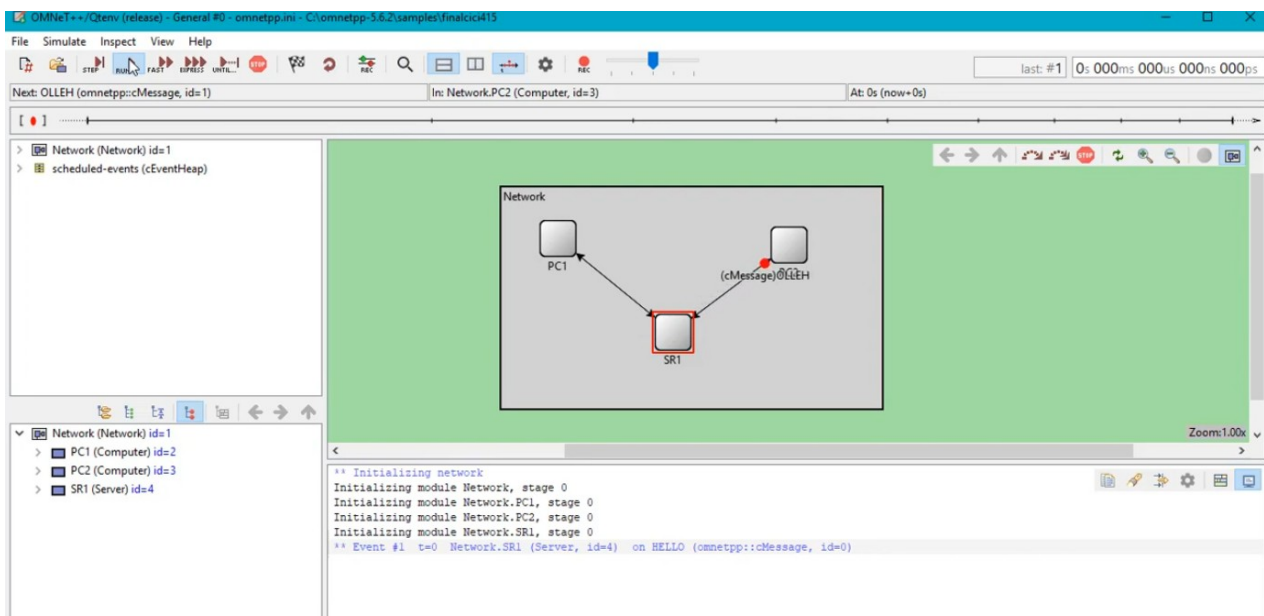 OMNeT++/Qtenv (release) - General #0 - omnetpp.ini - C:\omnetpp-5.6.2\samples\finalcici415
File Simulate Inspect View Help
STEP RUN FAST EXPRESS UNTIL... STOP REC REC last: #1 0s 000ms 000us 000ns 000ps
Next: OLLEH (omnetpp::cMessage, id=1) In: Network.PC2 (Computer, id=3) At: 0s (now+0s)
Network (Network) id=1
scheduled-events (cEventHeap)
STOP
Network
PC1
(cMessage)OLLEH
SR1
Zoom:1.00x
Network (Network) id=1
PC1 (Computer) id=2
PC2 (Computer) id=3
SR1 (Server) id=4
** Initializing network
Initializing module Network, stage 0
Initializing module Network.PC1, stage 0
Initializing module Network.PC2, stage 0
Initializing module Network.SR1, stage 0
** Event #1 t=0 Network.SR1 (Server, id=4) on HELLO (omnetpp::cMessage, id=0)